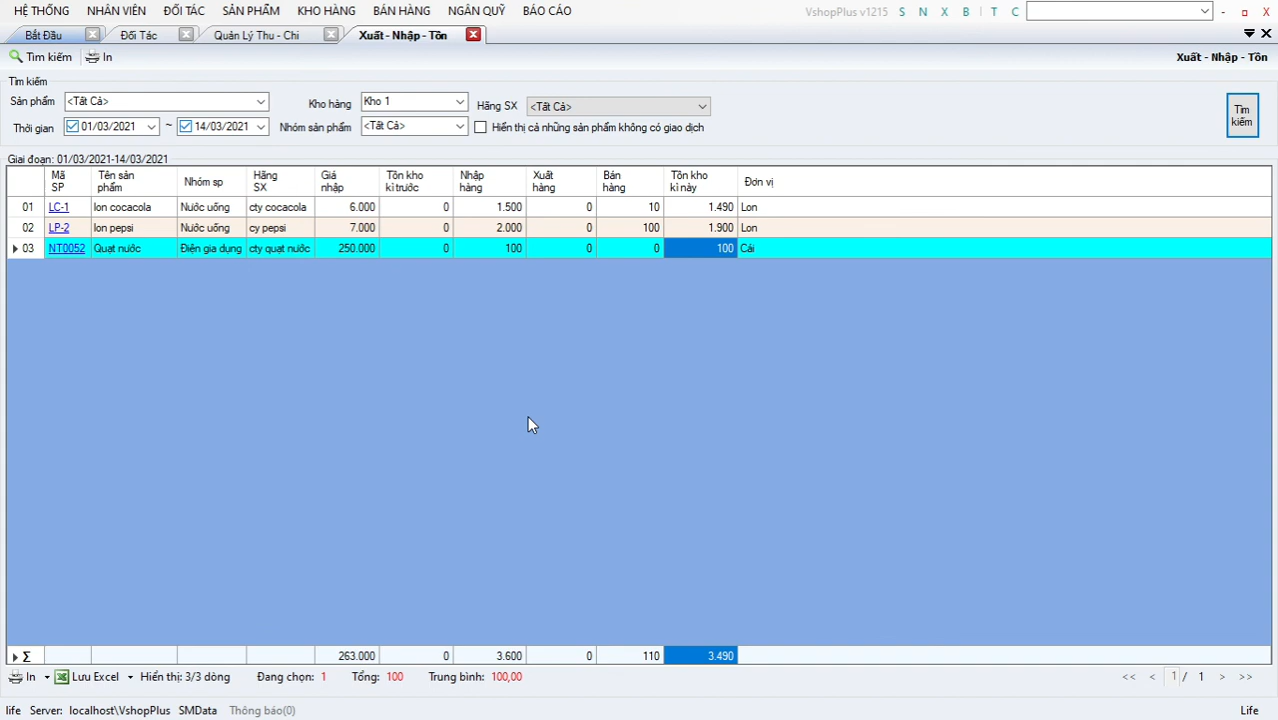 HỆ THỐNG NHÂN VIÊN ĐỐI TÁC SẢN PHẨM KHO HÀNG BÁN HÀNG NGÂN QUỸ BÁO CÁO VshopPlus v1215 S N X B T C
Bắt Đầu Đối Tác Quản Lý Thu - Chi Xuất - Nhập - Tồn
Tìm kiếm In Xuất - Nhập - Tồn
Tìm kiếm
Sản phẩm <Tất Cả> Kho hàng Kho 1 Hãng SX <Tất Cả>
Thời gian 01/03/2021 ~ 14/03/2021 Nhóm sản phẩm <Tất Cả> Hiển thị cả những sản phẩm không có giao dịch
Tìm kiếm
Giai đoạn: 01/03/2021-14/03/2021
Mã SP Tên sản phẩm Nhóm sp Hãng SX Giá nhập Tồn kho kì trước Nhập hàng Xuất hàng Bán hàng Tồn kho kì này Đơn vị
01 LC-1 lon cocacola Nước uống cty cocacola 6.000 0 1.500 0 10 1.490 Lon
02 LP-2 lon pepsi Nước uống cy pepsi 7.000 0 2.000 0 100 1.900 Lon
03 NT0052 Quạt nước Điện gia dụng cty quạt nước 250.000 0 100 0 0 100 Cái
Σ 263.000 0 3.600 0 110 3.490
In Lưu Excel Hiển thị: 3/3 dòng Đang chọn: 1 Tổng: 100 Trung bình: 100,00 << < 1 / 1 > >>
life Server: localhost\VshopPlus SMData Thông báo(0) Life